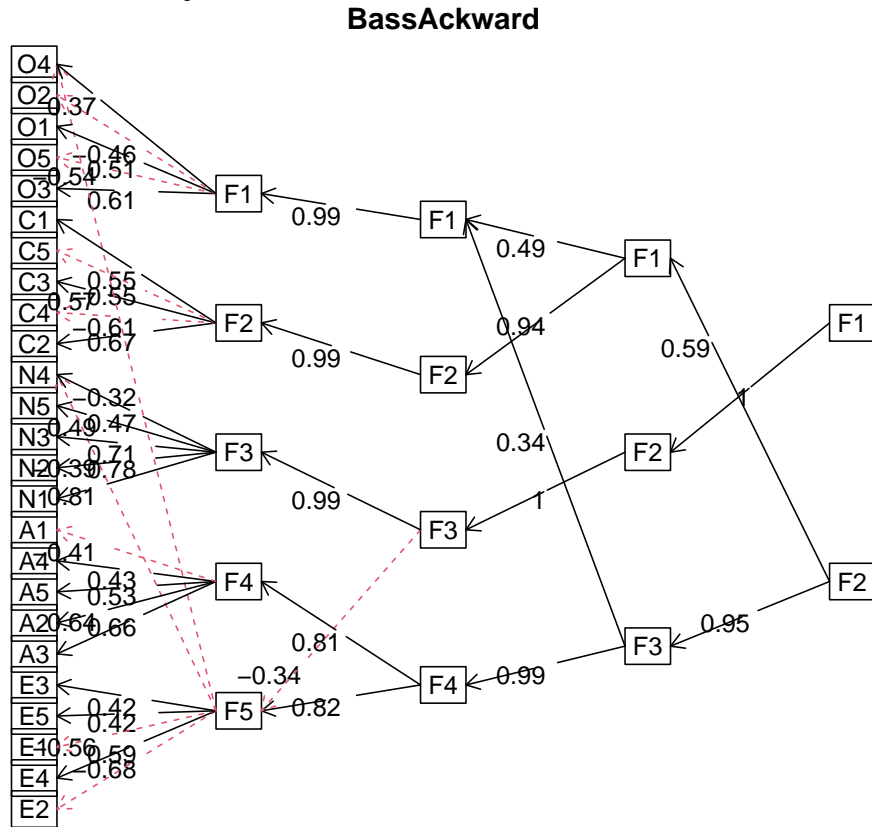 BassAckward
O4
O2
0.37
O1
−0.46
O5
0.51
−0.54
O3
0.61
F1
0.99
F1
0.49
F1
C1
C5
C3
0.55
−0.55
0.57
C4
−0.61
C2
0.67
F2
0.99
F2
0.94
0.59
F1
1
N4
−0.32
N5
0.47
N3
0.49
0.71
N2
−0.39
0.78
N1
0.81
F3
0.99
F3
0.34
1
F2
A1
−0.41
A4
0.43
A5
0.53
A2
0.64
0.66
A3
F4
0.81
F4
0.99
F3
0.95
F2
E3
0.42
E5
0.42
−0.56
0.59
E4
−0.68
E2
F5
−0.34
0.82